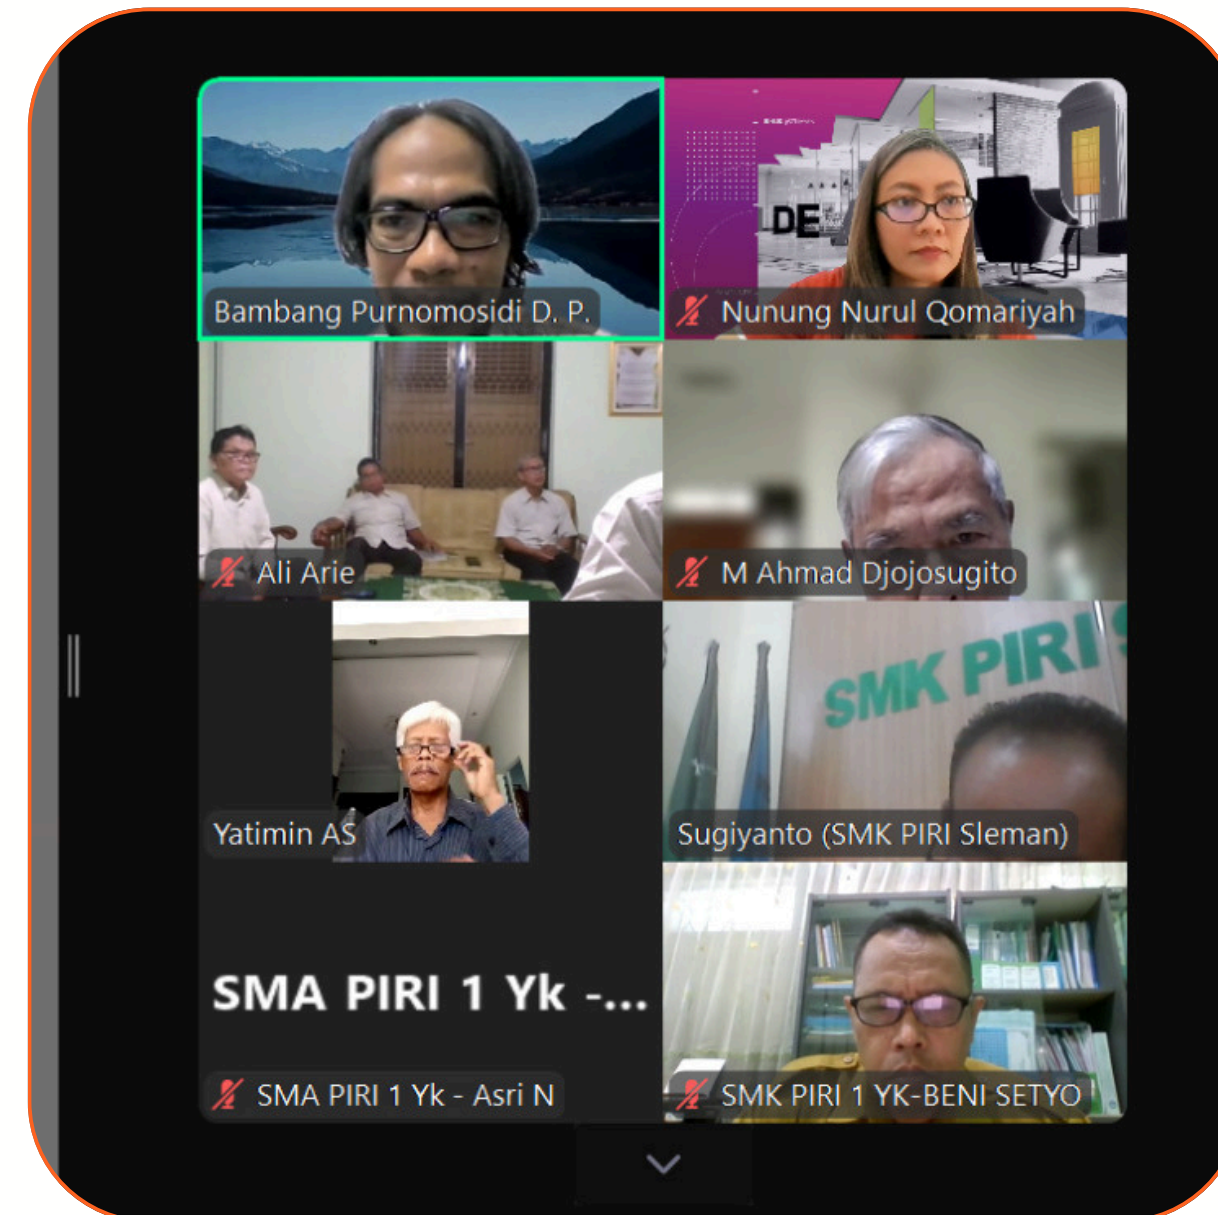 DE
Bambang Purnomosidi D. P.
Nunung Nurul Qomariyah
Ali Arie
M Ahmad Djojosugito
SMK PIRI S
Yatimin AS
Sugiyanto (SMK PIRI Sleman)
SMA PIRI 1 Yk -...
SMA PIRI 1 Yk - Asri N
SMK PIRI 1 YK-BENI SETYO